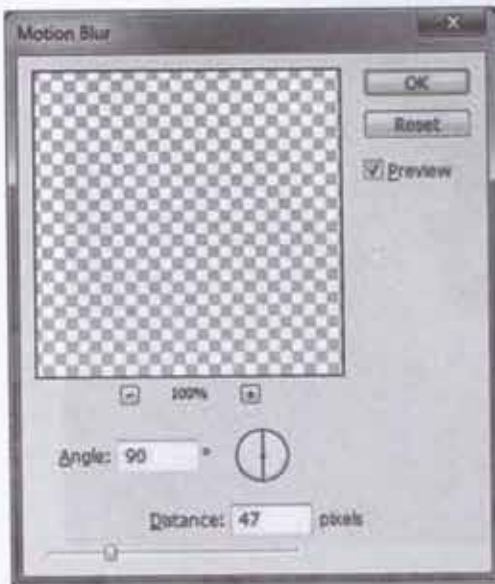 Motion Blur
OK
Reset
Preview
100%
Angle: 90 °
Distance: 47 pixels